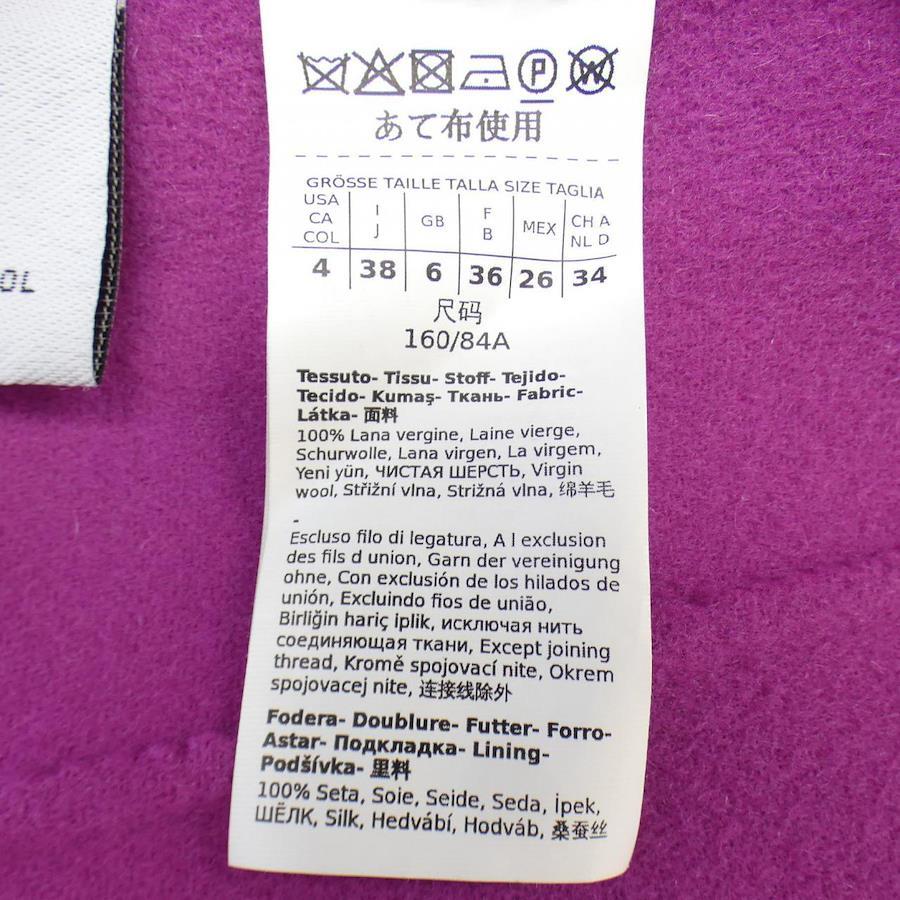 P W
あて布使用
GRÖSSE TAILLE TALLA SIZE TAGLIA
USA CA COL
I J
GB
F B
MEX
CH A NL D
4 38 6 36 26 34
尺码
160/84A
Tessuto- Tissu- Stoff- Tejido-
Tecido- Kumaş- Ткань- Fabric-
Látka- 面料
100% Lana vergine, Laine vierge,
Schurwolle, Lana virgen, La virgem,
Yeni yün, ЧИСТАЯ ШЕРСТЬ, Virgin
wool, Střižní vlna, Strižná vlna, 绵羊毛
-
Escluso filo di legatura, A l exclusion
des fils d union, Garn der vereinigung
ohne, Con exclusión de los hilados de
unión, Excluindo fios de união,
Birliğin hariç iplik, исключая нить
соединяющая ткани, Except joining
thread, Kromě spojovací nite, Okrem
spojovacej nite, 连接线除外
Fodera- Doublure- Futter- Forro-
Astar- Подкладка- Lining-
Podšívka- 里料
100% Seta, Soie, Seide, Seda, İpek,
ШЁЛК, Silk, Hedvábí, Hodváb, 桑蚕丝
OL